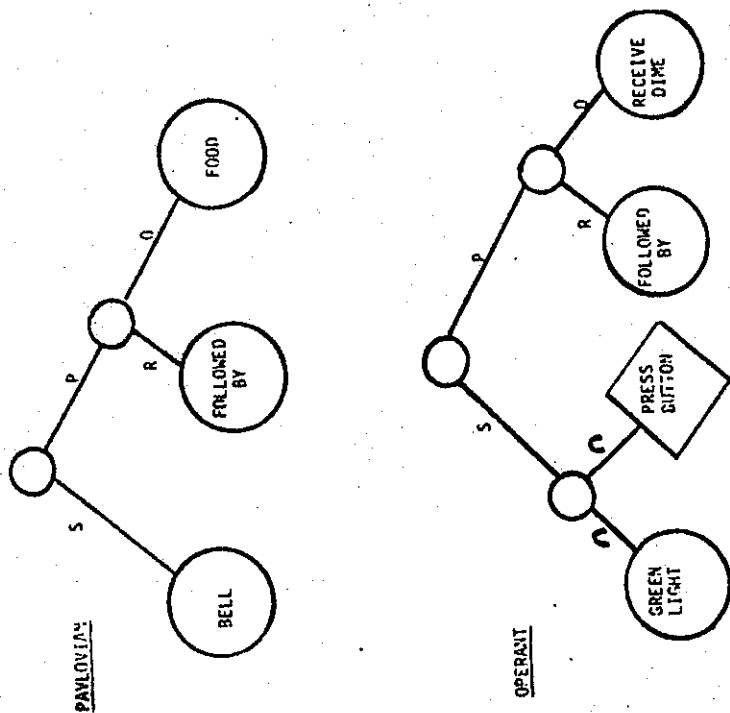 PAVLOVIAN
S
P
R
O
BELL
FOLLOWED
BY
FOOD
OPERANT
S
P
C
C
R
O
GREEN
LIGHT
PRESS
BUTTON
FOLLOWED
BY
RECEIVE
DIME